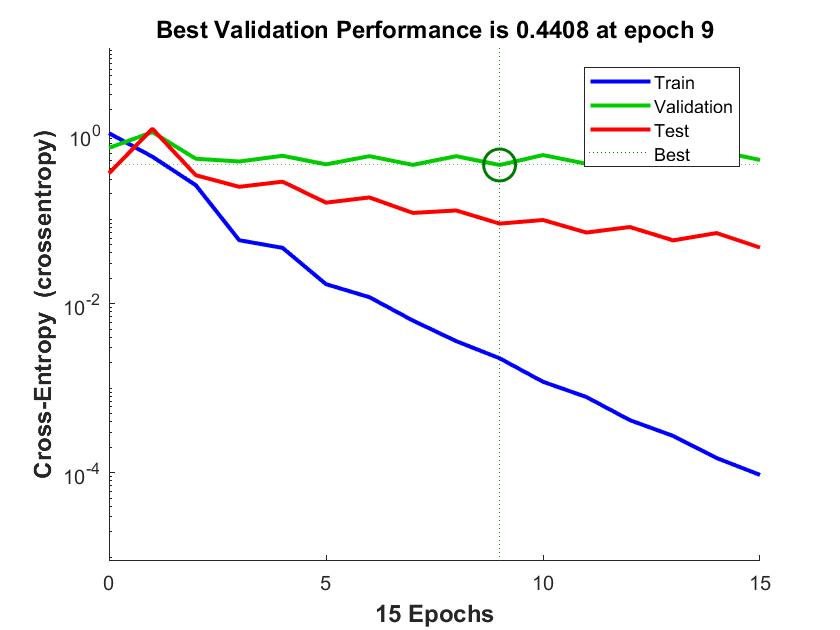 Best Validation Performance is 0.4408 at epoch 9
Train
Validation
Test
Best
Cross-Entropy (crossentropy)
10^0
10^-2
10^-4
0 5 10 15
15 Epochs